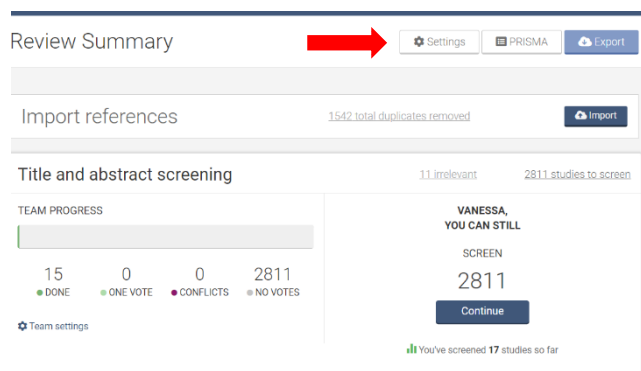 Review Summary
Settings
PRISMA
Export
Import references
1542 total duplicates removed
Import
Title and abstract screening
11 irrelevant
2811 studies to screen
TEAM PROGRESS
15 0 0 2811
DONE ONE VOTE CONFLICTS NO VOTES
Team settings
VANESSA,
YOU CAN STILL
SCREEN
2811
Continue
You've screened 17 studies so far